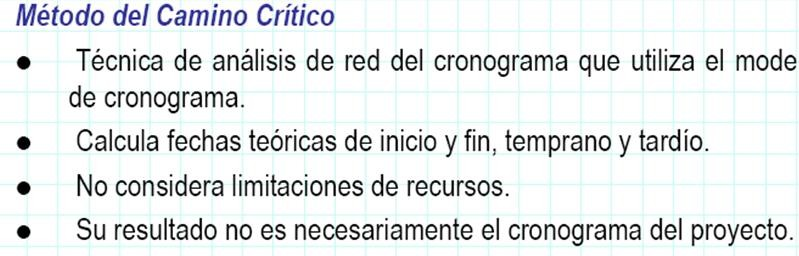 Método del Camino Crítico
● Técnica de análisis de red del cronograma que utiliza el mode
de cronograma.
● Calcula fechas teóricas de inicio y fin, temprano y tardío.
● No considera limitaciones de recursos.
● Su resultado no es necesariamente el cronograma del proyecto.